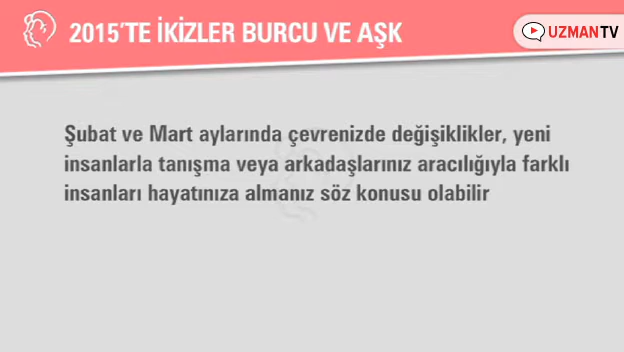 2015'TE İKİZLER BURCU VE AŞK
UZMANTV
Şubat ve Mart aylarında çevrenizde değişiklikler, yeni
insanlarla tanışma veya arkadaşlarınız aracılığıyla farklı
insanları hayatınıza almanız söz konusu olabilir